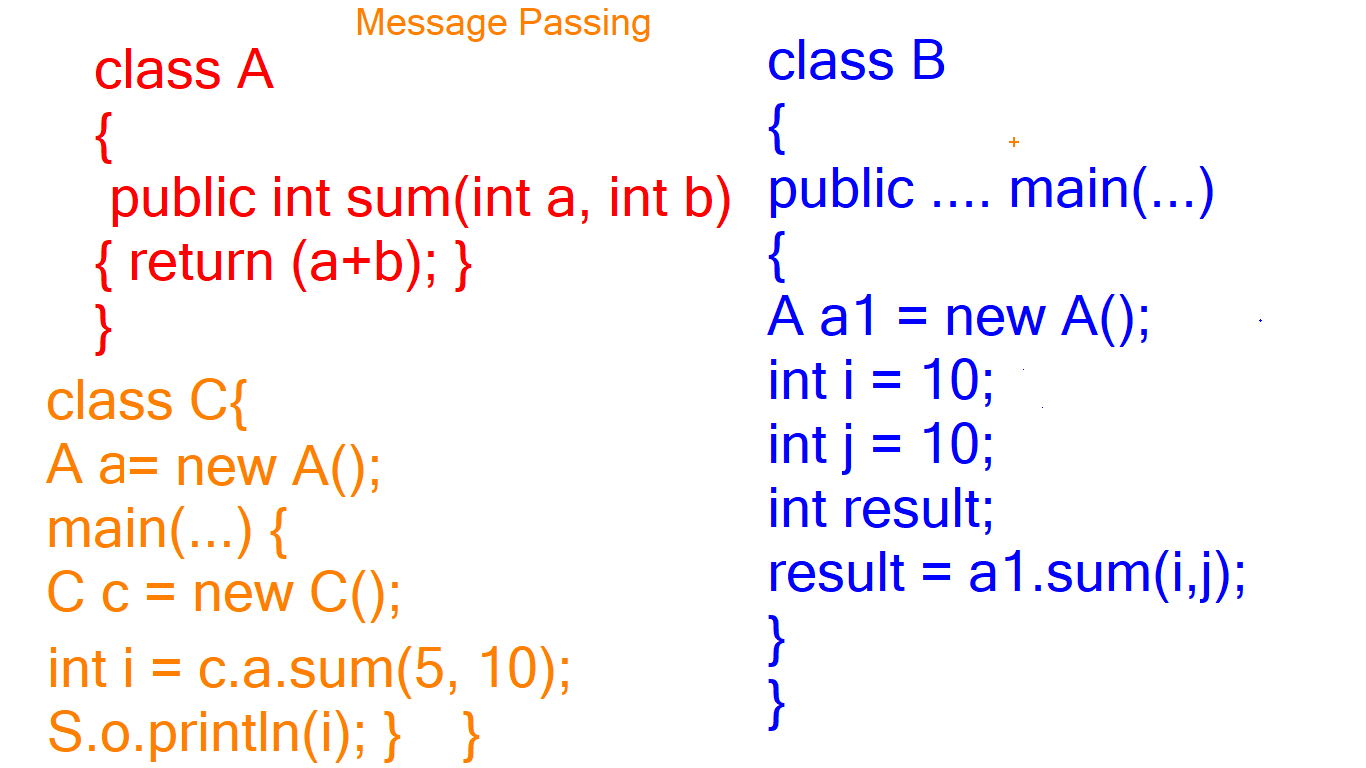 Message Passing
class A
{
public int sum(int a, int b)
{ return (a+b); }
}
class C{
A a= new A();
main(...) {
C c = new C();
int i = c.a.sum(5, 10);
S.o.println(i); } }
class B
{
public .... main(...)
{
A a1 = new A();
int i = 10;
int j = 10;
int result;
result = a1.sum(i,j);
}
}